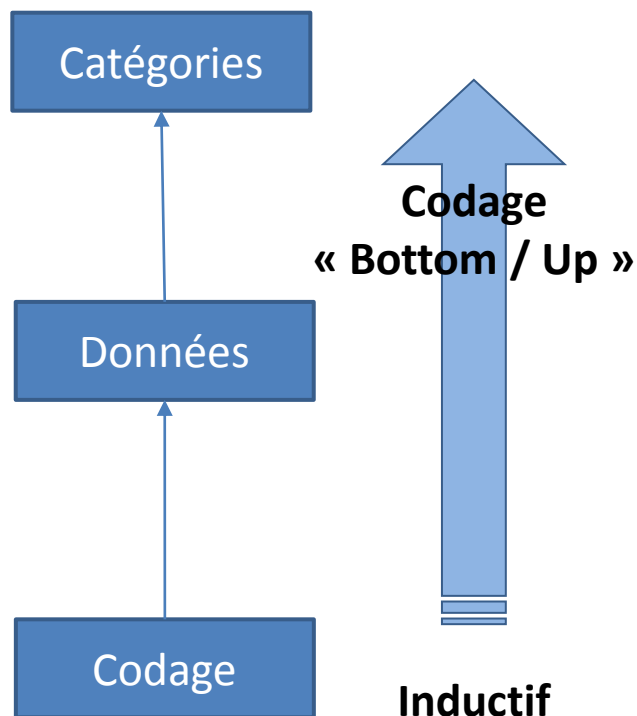 Catégories
Codage
« Bottom / Up »
Données
Codage
Inductif